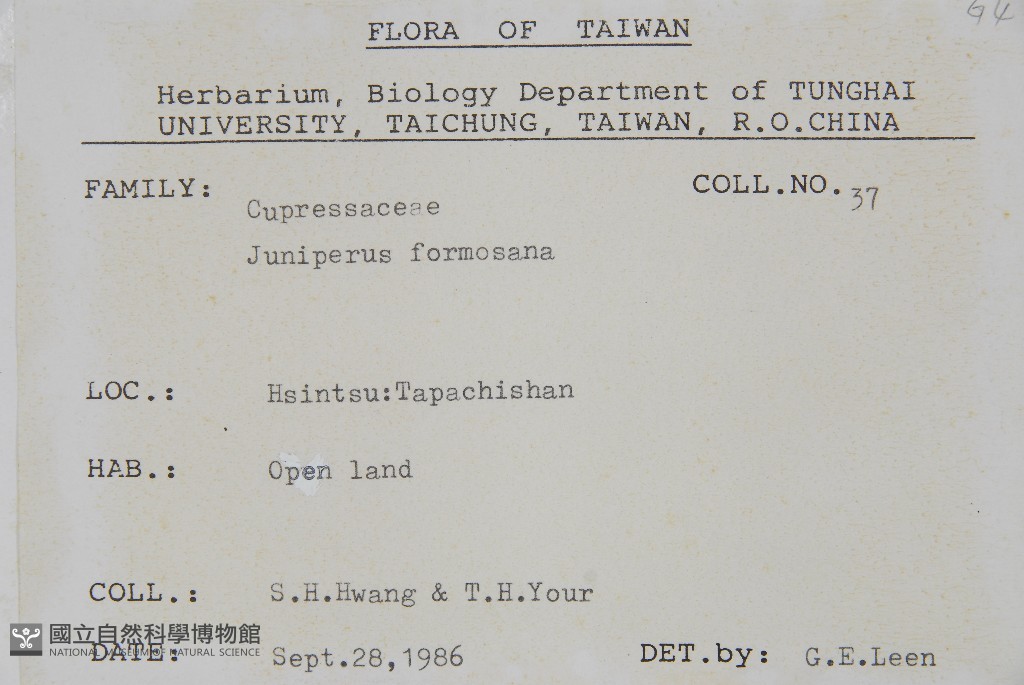 G4
FLORA OF TAIWAN
Herbarium, Biology Department of TUNGHAI
UNIVERSITY, TAICHUNG, TAIWAN, R.O.CHINA
FAMILY: COLL.NO. 37
Cupressaceae
Juniperus formosana
LOC.: Hsintsu:Tapachishan
HAB.: Open land
COLL.: S.H.Hwang & T.H.Your
國立自然科學博物館
NATIONAL MUSEUM OF NATURAL SCIENCE
DATE: Sept.28,1986 DET.by: G.E.Leen